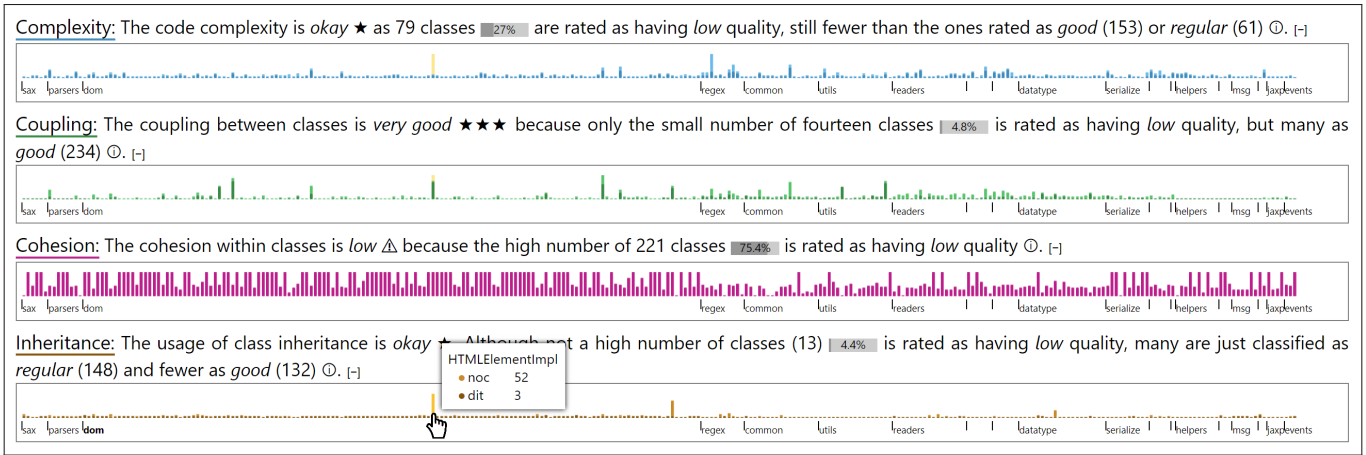 Complexity: The code complexity is okay ★ as 79 classes 27% are rated as having low quality, still fewer than the ones rated as good (153) or regular (61) ⓘ. [–]
sax parsers dom regex common utils readers datatype serialize helpers msg jaxp events
Coupling: The coupling between classes is very good ★★★ because only the small number of fourteen classes 4.8% is rated as having low quality, but many as
good (234) ⓘ. [–]
sax parsers dom regex common utils readers datatype serialize helpers msg jaxp events
Cohesion: The cohesion within classes is low ⚠ because the high number of 221 classes 75.4% is rated as having low quality ⓘ. [–]
sax parsers dom regex common utils readers datatype serialize helpers msg jaxp events
Inheritance: The usage of class inheritance is okay ★. Although not a high number of classes (13) 4.4% is rated as having low quality, many are just classified as
regular (148) and fewer as good (132) ⓘ. [–]
HTMLElementImpl
noc 52
dit 3
sax parsers dom regex common utils readers datatype serialize helpers msg jaxp events